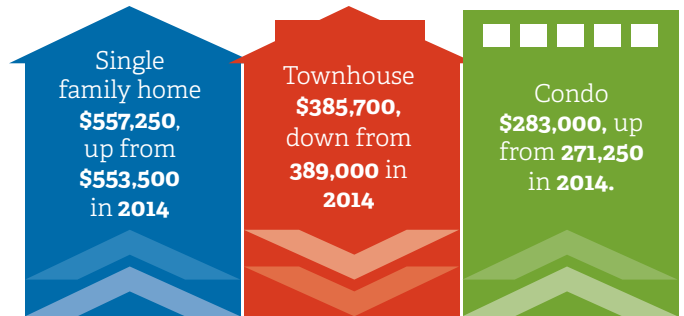 Single
family home
$557,250,
up from
$553,500
in 2014
Townhouse
$385,700,
down from
389,000 in
2014
Condo
$283,000, up
from 271,250
in 2014.